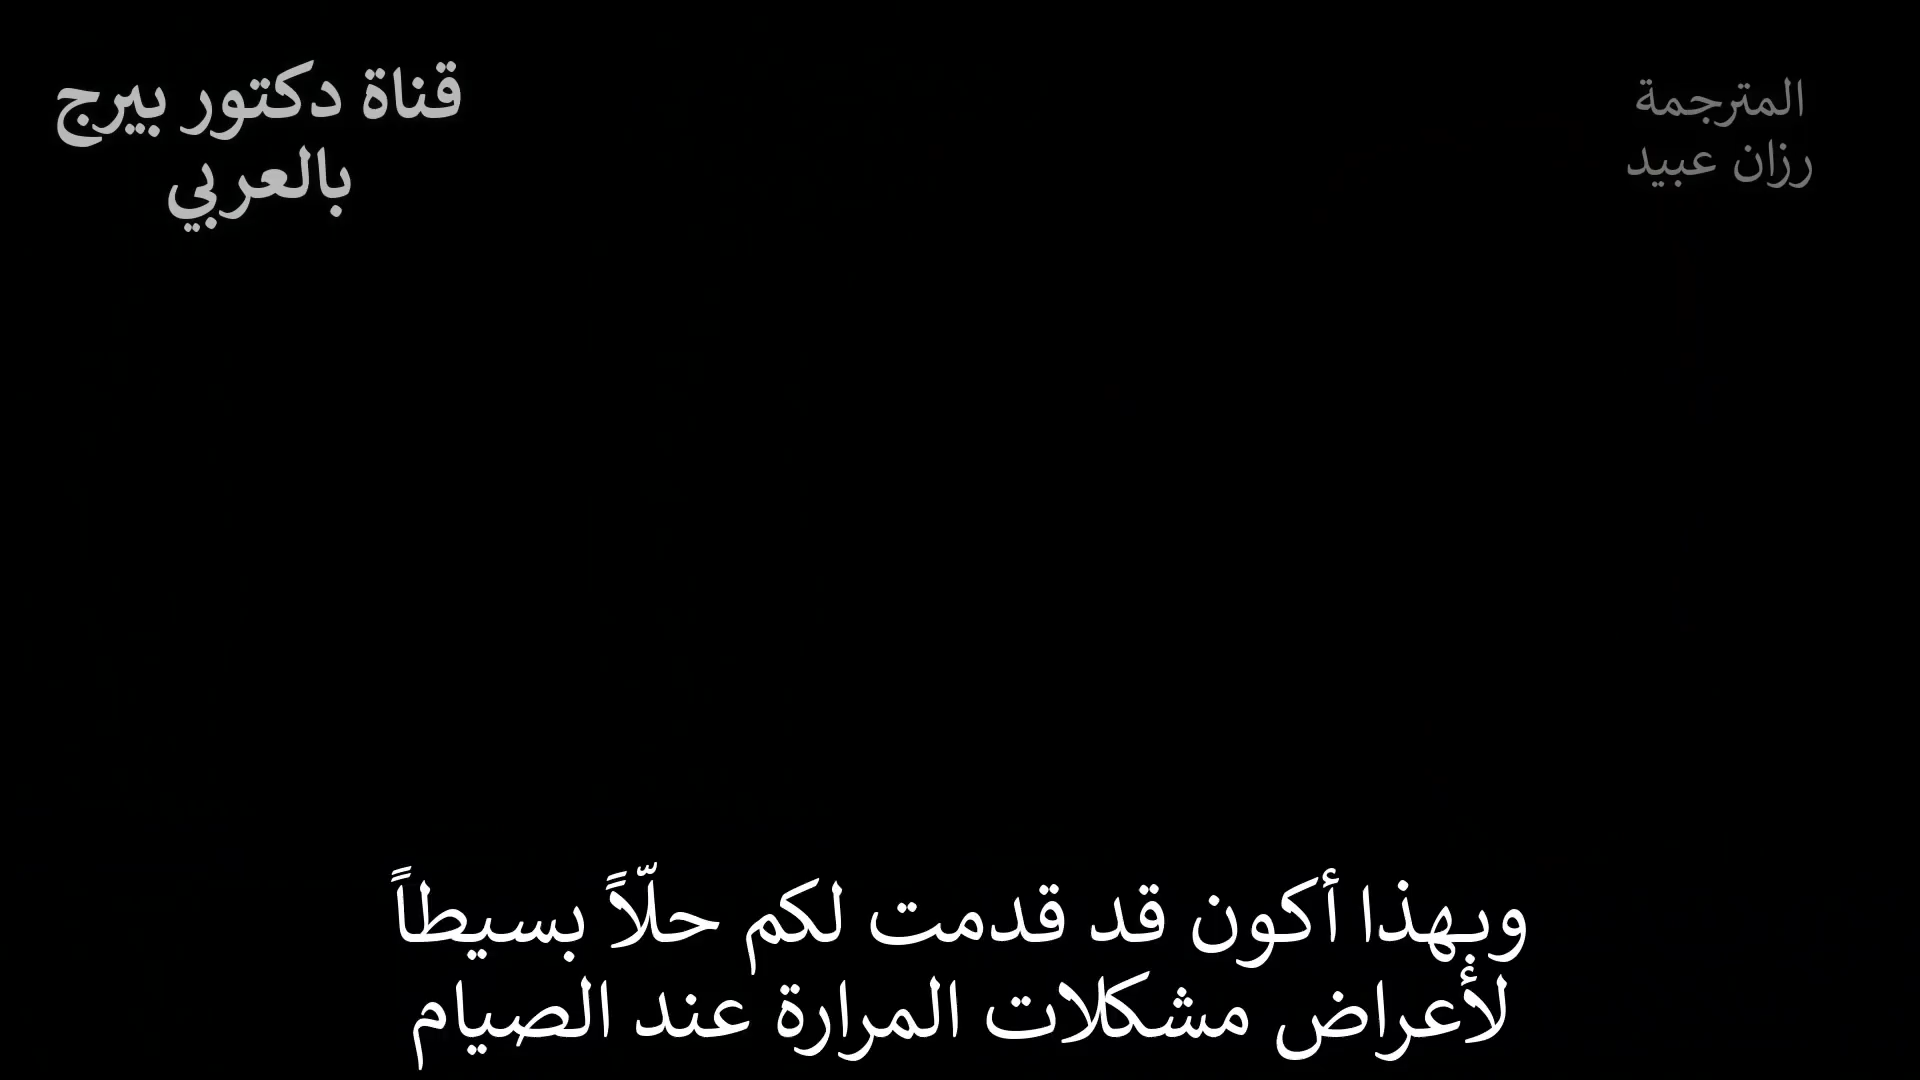 قناة دكتور بيرج
بالعربي
المترجمة
رزان عبيد
وبهذا أكون قد قدمت لكم حلّاً بسيطاً
لأعراض مشكلات المرارة عند الصيام